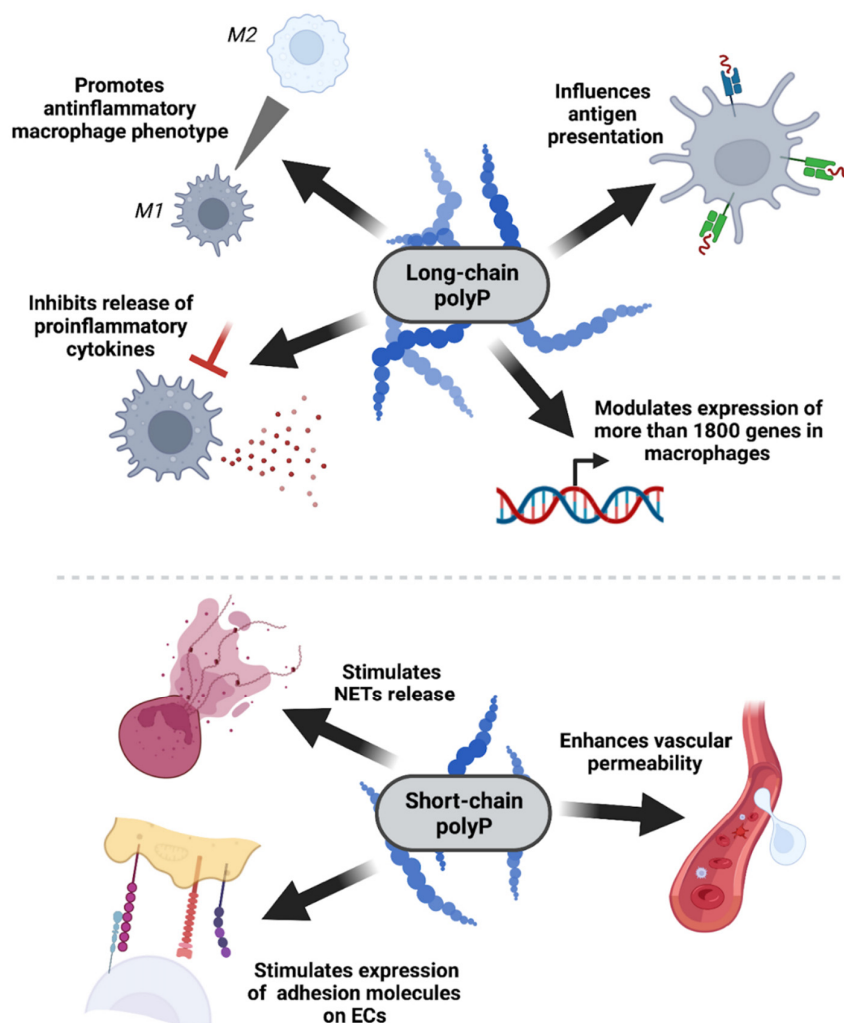 M2
Promotes
antinflammatory
macrophage phenotype
M1
Influences
antigen
presentation
Long-chain
polyP
Inhibits release of
proinflammatory
cytokines
Modulates expression of
more than 1800 genes in
macrophages
Stimulates
NETs release
Enhances vascular
permeability
Short-chain
polyP
Stimulates expression
of adhesion molecules
on ECs